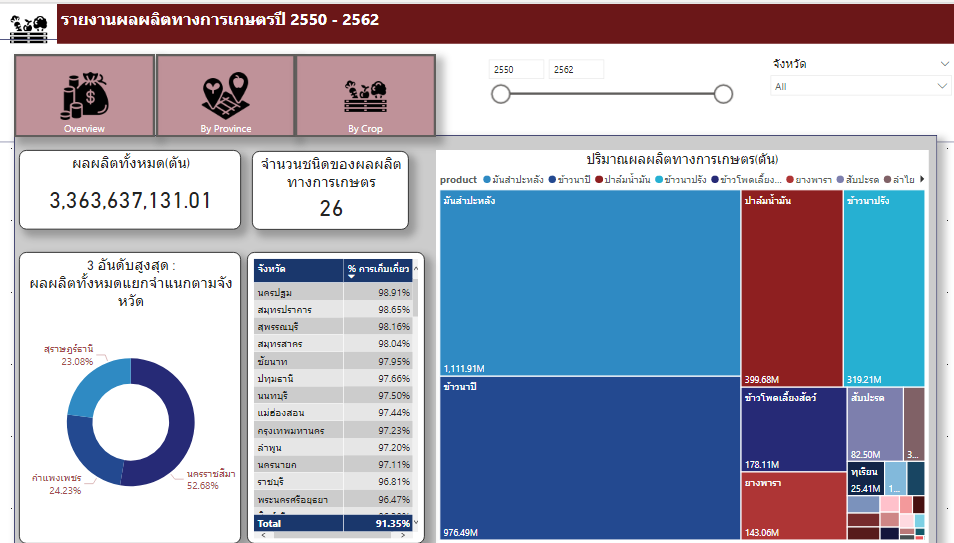 รายงานผลผลิตทางการเกษตรปี 2550 - 2562
Overview
By Province
By Crop
2550
2562
จังหวัด
All
ผลผลิตทั้งหมด(ตัน)
3,363,637,131.01
จำนวนชนิดของผลผลิต
ทางการเกษตร
26
3 อันดับสูงสุด :
ผลผลิตทั้งหมดแยกจำแนกตามจัง
หวัด
สุราษฎร์ธานี
23.08%
กำแพงเพชร
24.23%
นครราชสีมา
52.68%
จังหวัด % การเก็บเกี่ยว
นครปฐม 98.91%
สมุทรปราการ 98.65%
สุพรรณบุรี 98.16%
สมุทรสาคร 98.04%
ชัยนาท 97.95%
ปทุมธานี 97.66%
นนทบุรี 97.50%
แม่ฮ่องสอน 97.44%
กรุงเทพมหานคร 97.23%
ลำพูน 97.20%
นครนายก 97.11%
ราชบุรี 96.81%
พระนครศรีอยุธยา 96.47%
Total 91.35%
ปริมาณผลผลิตทางการเกษตร(ตัน)
product มันสำปะหลัง ข้าวนาปี ปาล์มน้ำมัน ข้าวนาปรัง ข้าวโพดเลี้ยง... ยางพารา สับปะรด ลำไย
มันสำปะหลัง
1,111.91M
ข้าวนาปี
976.49M
ปาล์มน้ำมัน
399.68M
ข้าวนาปรัง
319.21M
ข้าวโพดเลี้ยงสัตว์
178.11M
ยางพารา
143.06M
สับปะรด
82.50M
3...
ทุเรียน
25.41M
1...